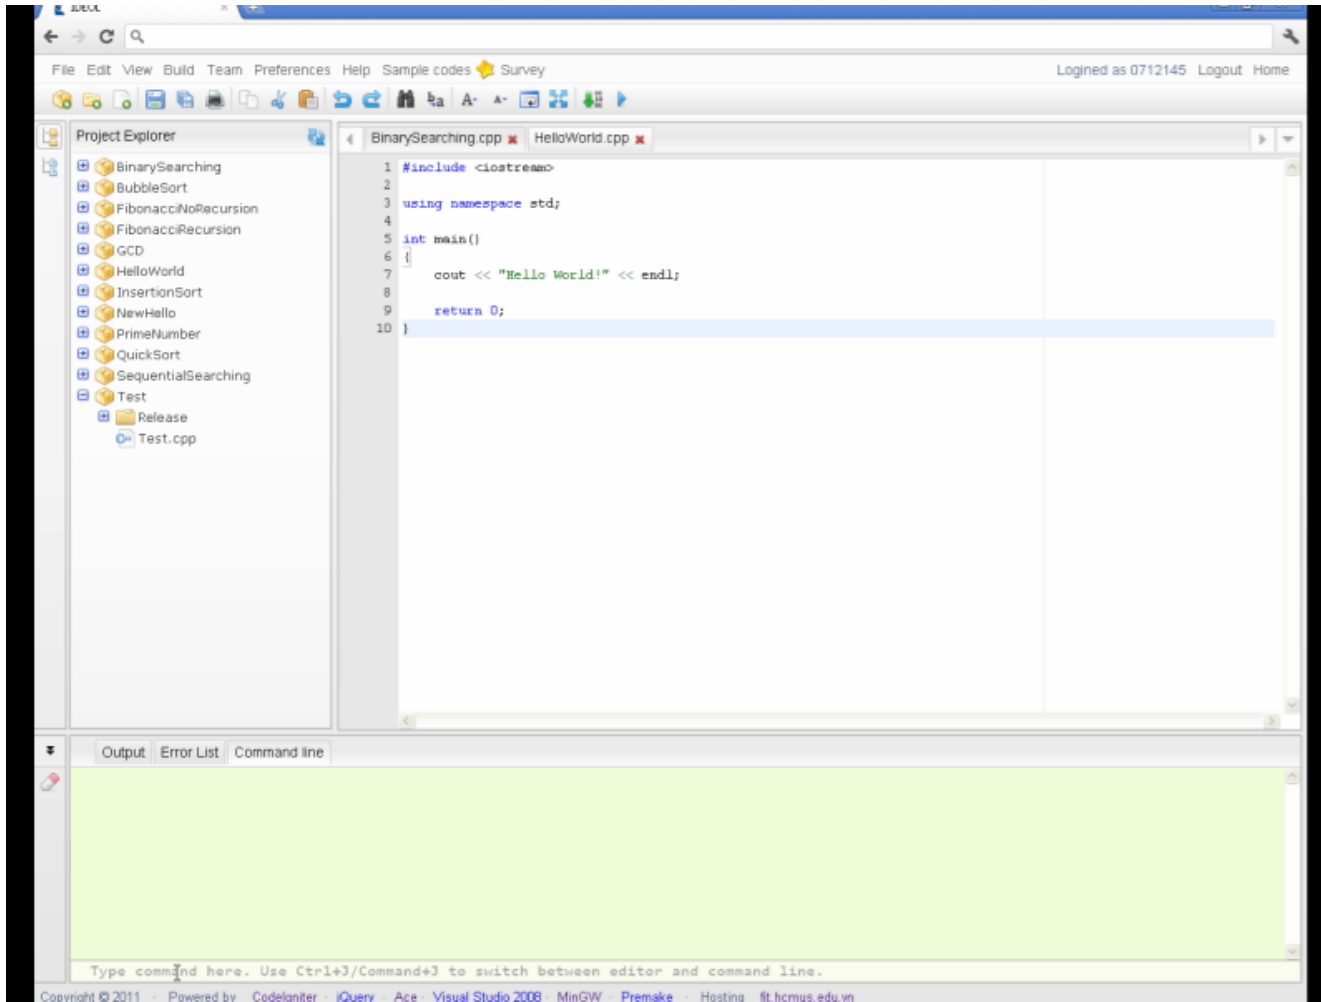 IDEOL
File Edit View Build Team Preferences Help Sample codes Survey Logined as 0712145 Logout Home
Project Explorer
BinarySearching.cpp HelloWorld.cpp
BinarySearching
BubbleSort
FibonacciNoRecursion
FibonacciRecursion
GCD
HelloWorld
InsertionSort
NewHello
PrimeNumber
QuickSort
SequentialSearching
Test
Release
Test.cpp
1 #include <iostream>
2
3 using namespace std;
4
5 int main()
6 {
7 cout << "Hello World!" << endl;
8
9 return 0;
10 }
Output Error List Command line
Type command here. Use Ctrl+J/Command+J to switch between editor and command line.
Copyright © 2011 · Powered by CodeIgniter · jQuery · Ace · Visual Studio 2008 · MinGW · Premake · Hosting fit.hcmus.edu.vn